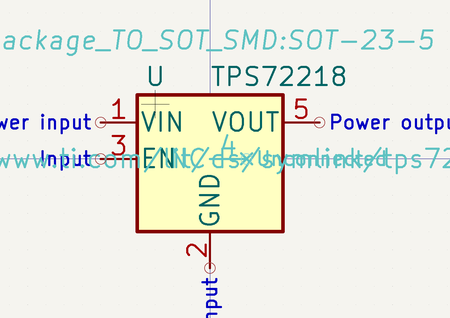 ackage_TO_SOT_SMD:SOT-23-5
U TPS72218
wer input 1 VIN VOUT 5 Power outpu
Input 3 EN NC 4 Unconnected
www.ti.com/lit/ds/symlink/tps72
GND
2
nput